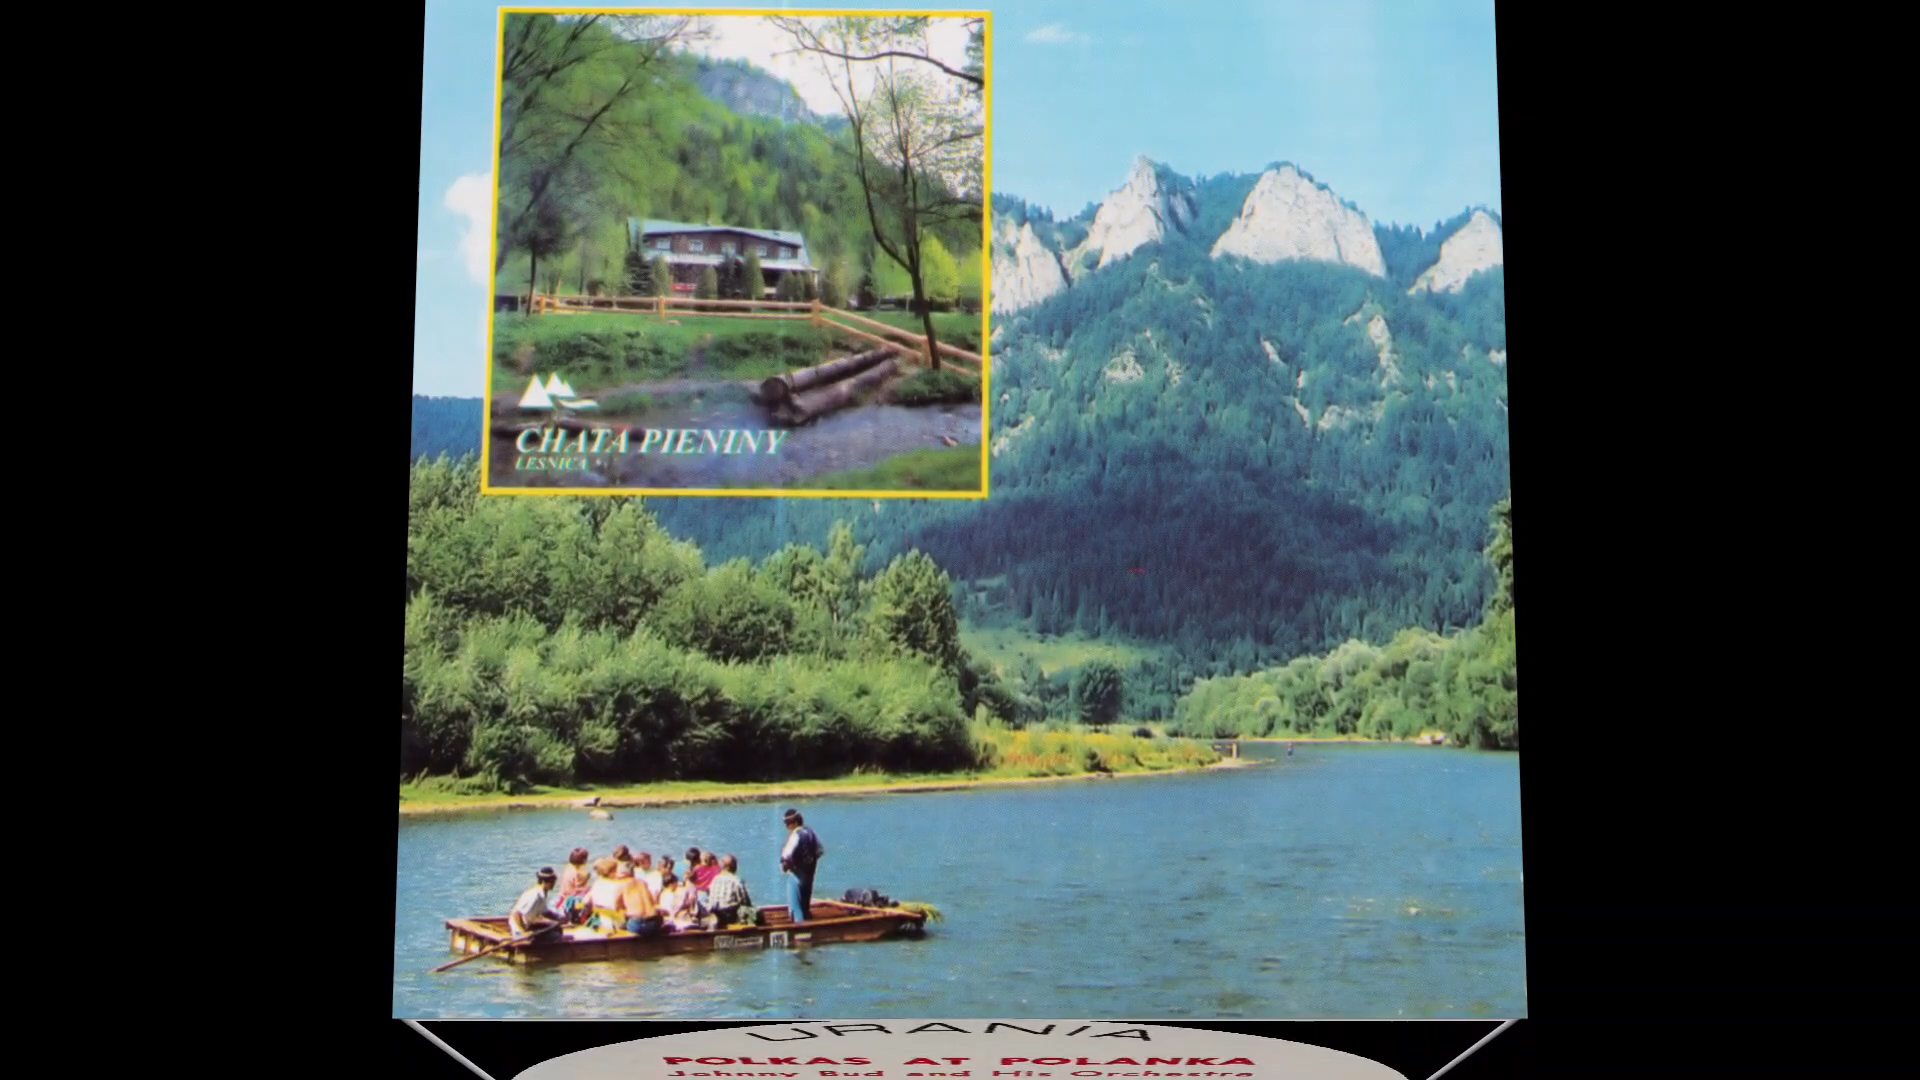 CHATA PIENINY
LESNICA
URANIA
POLKAS AT POLANKA
Johnny Bud and His Orchestra